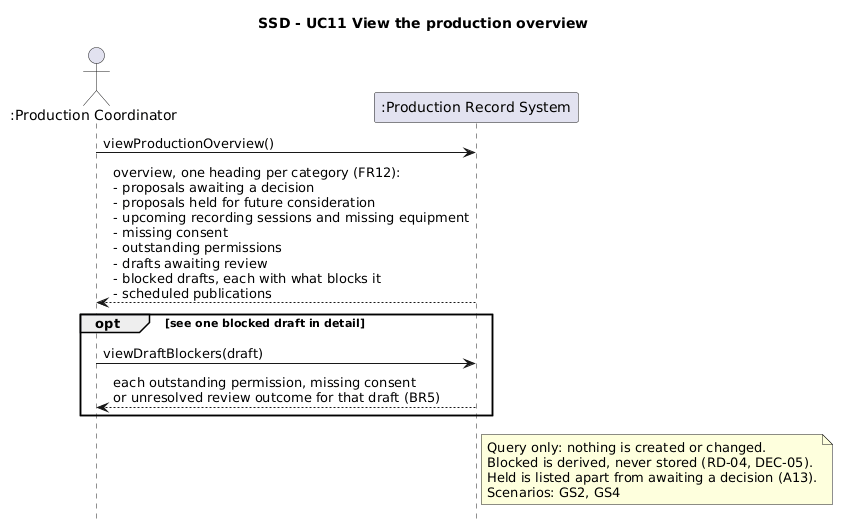 SSD - UC11 View the production overview
:Production Coordinator
:Production Record System
viewProductionOverview()
overview, one heading per category (FR12):
- proposals awaiting a decision
- proposals held for future consideration
- upcoming recording sessions and missing equipment
- missing consent
- outstanding permissions
- drafts awaiting review
- blocked drafts, each with what blocks it
- scheduled publications
opt
[see one blocked draft in detail]
viewDraftBlockers(draft)
each outstanding permission, missing consent
or unresolved review outcome for that draft (BR5)
Query only: nothing is created or changed.
Blocked is derived, never stored (RD-04, DEC-05).
Held is listed apart from awaiting a decision (A13).
Scenarios: GS2, GS4